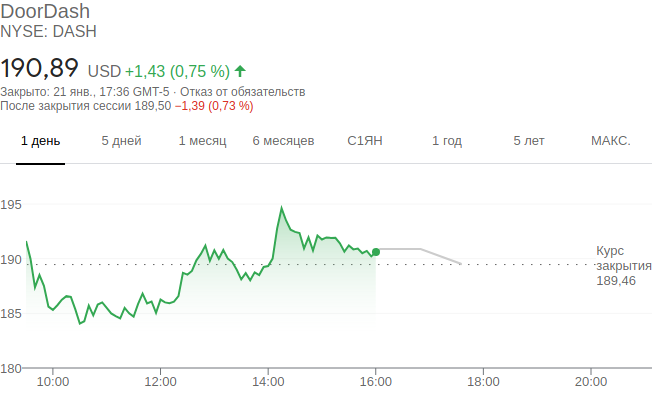 DoorDash
NYSE: DASH
190,89 USD +1,43 (0,75 %)
Закрыто: 21 янв., 17:36 GMT-5 · Отказ от обязательств
После закрытия сессии 189,50 −1,39 (0,73 %)
1 день 5 дней 1 месяц 6 месяцев С1ЯН 1 год 5 лет МАКС.
195
190
185
180
Курс
закрытия
189,46
10:00 12:00 14:00 16:00 18:00 20:00